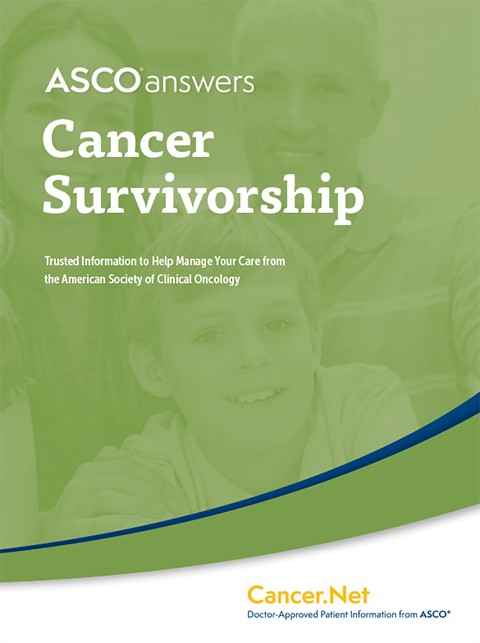 ASCO® answers
Cancer
Survivorship
Trusted Information to Help Manage Your Care from
the American Society of Clinical Oncology
Cancer.Net
Doctor-Approved Patient Information from ASCO®